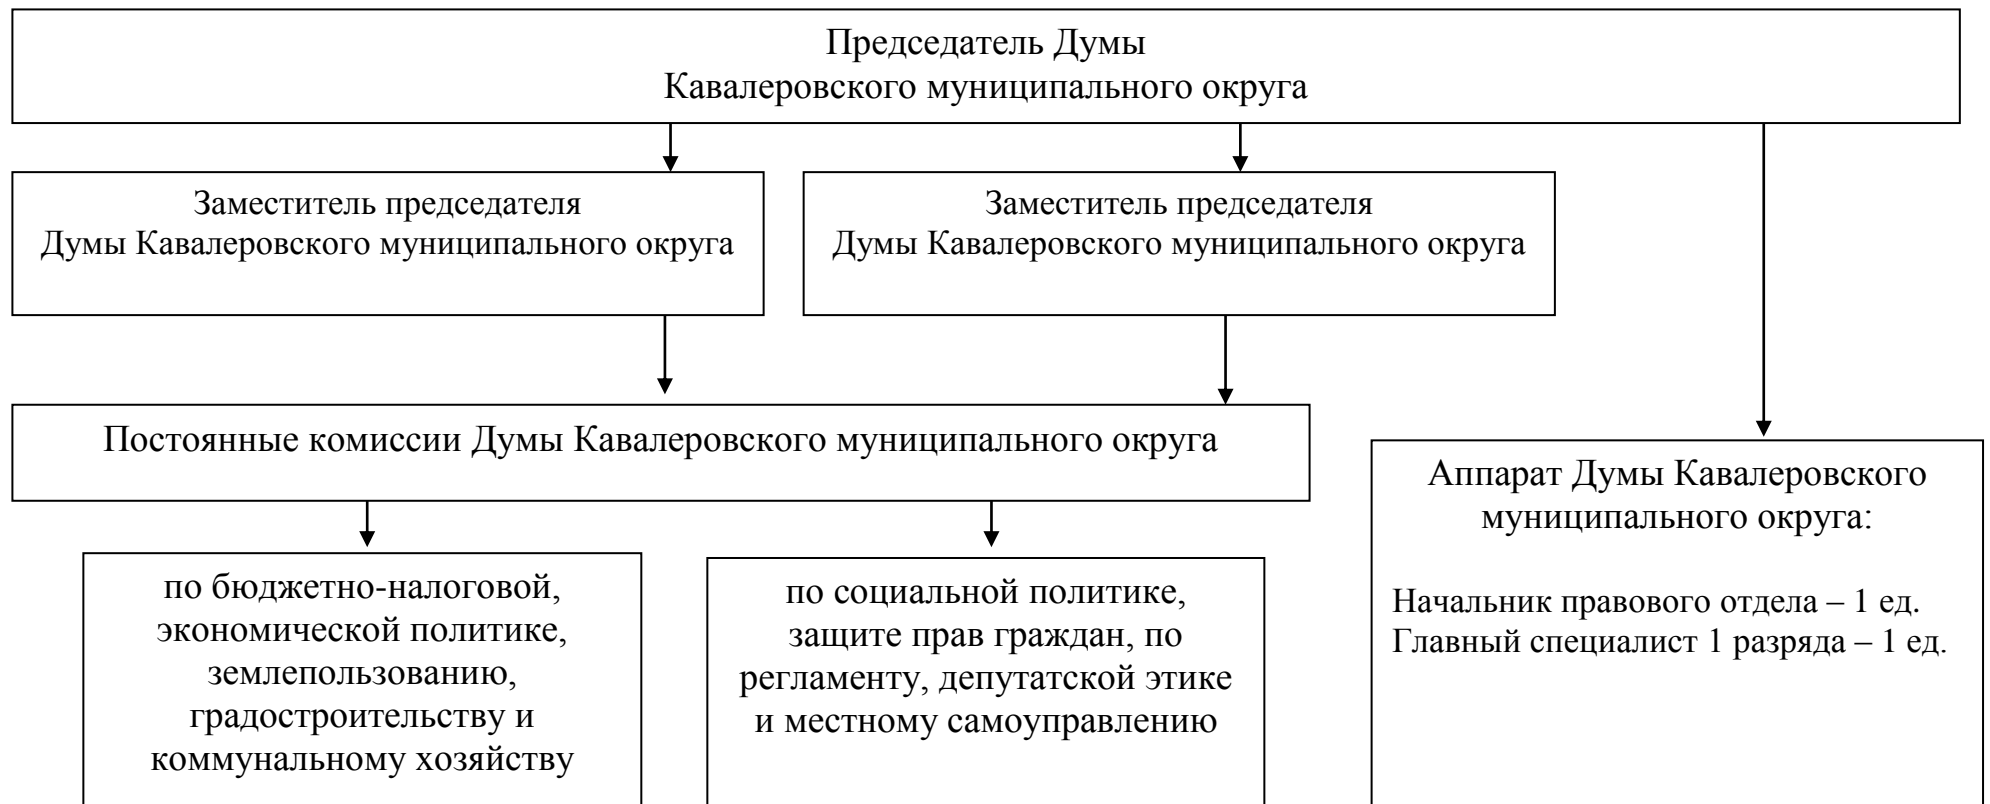 Председатель Думы
Кавалеровского муниципального округа
Заместитель председателя
Думы Кавалеровского муниципального округа
Заместитель председателя
Думы Кавалеровского муниципального округа
Постоянные комиссии Думы Кавалеровского муниципального округа
Аппарат Думы Кавалеровского
муниципального округа:
Начальник правового отдела – 1 ед.
Главный специалист 1 разряда – 1 ед.
по бюджетно-налоговой,
экономической политике,
землепользованию,
градостроительству и
коммунальному хозяйству
по социальной политике,
защите прав граждан, по
регламенту, депутатской этике
и местному самоуправлению